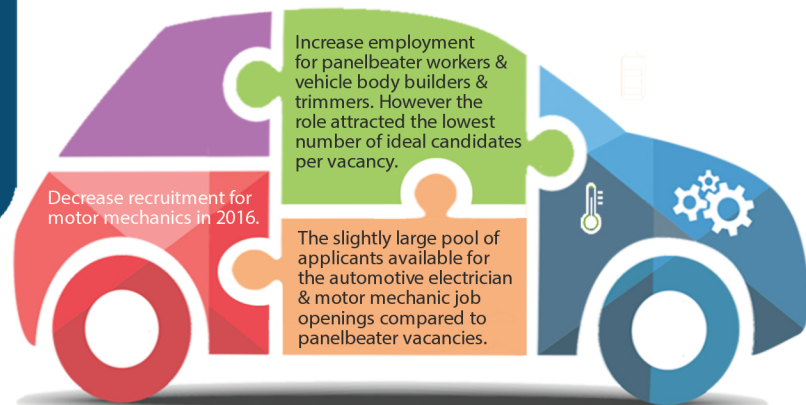 Increase employment
for panelbeater workers &
vehicle body builders &
trimmers. However the
role attracted the lowest
number of ideal candidates
per vacancy.
Decrease recruitment for
motor mechanics in 2016.
The slightly large pool of
applicants available for
the automotive electrician
& motor mechanic job
openings compared to
panelbeater vacancies.